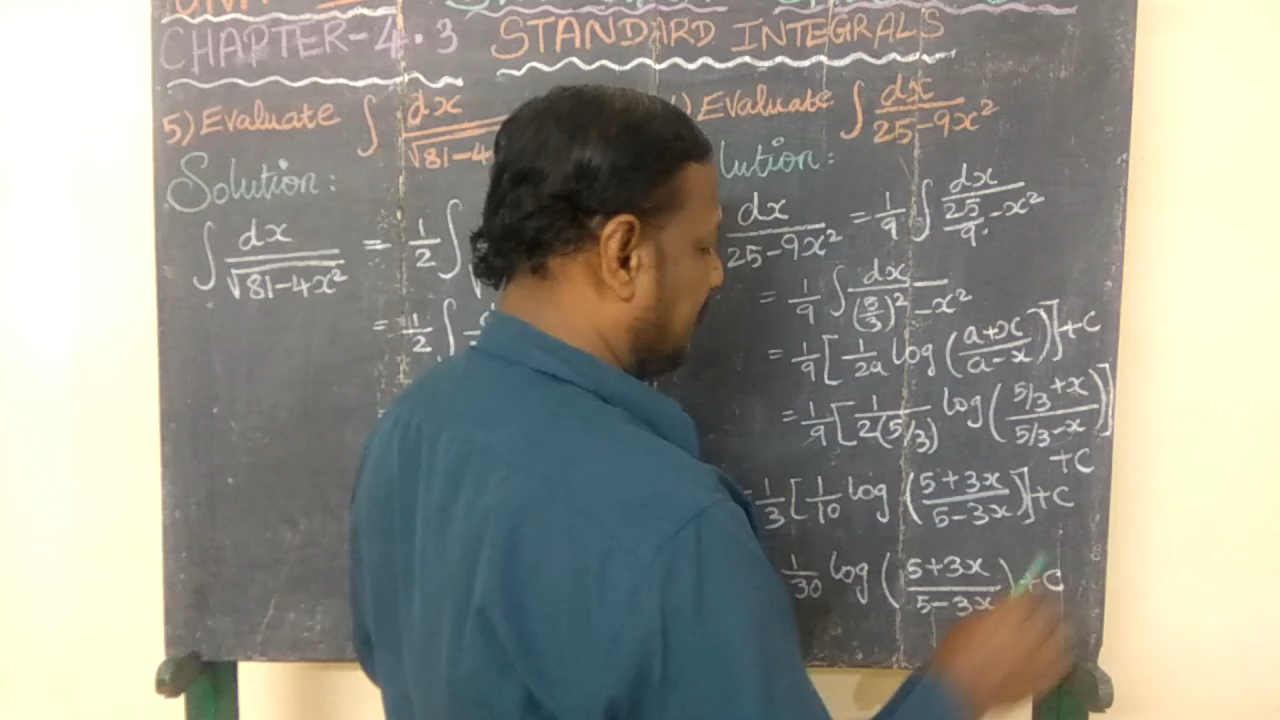 CHAPTER-4.3 STANDARD INTEGRALS
5) Evaluate ∫ dx/√81-4
Solution:
∫ dx/√81-4x² = 1/2 ∫
= 1/2 ∫
) Evaluate ∫ dx/25-9x²
lution:
dx/25-9x² = 1/9 ∫ dx/25/9-x²
= 1/9 ∫ dx/(5/3)²-x²
= 1/9 [1/2a log (a+x/a-x)]+c
= 1/9 [1/2(5/3) log (5/3+x/5/3-x)]
+c
= 1/3 [1/10 log (5+3x/5-3x)]+c
1/30 log (5+3x/5-3x)+c